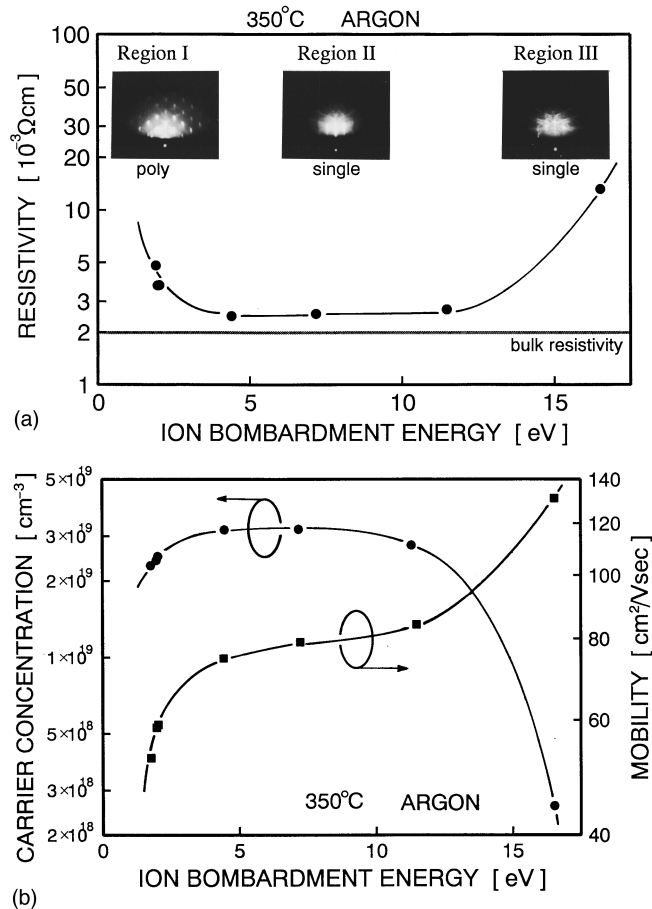 350°C ARGON
Region I Region II Region III
poly single single
100
50
30
20
10
5
3
2
1
RESISTIVITY [ 10⁻³Ωcm ]
bulk resistivity
0 5 10 15
(a)
ION BOMBARDMENT ENERGY [ eV ]
5×10¹⁹
3×10¹⁹
2×10¹⁹
1×10¹⁹
5×10¹⁸
3×10¹⁸
2×10¹⁸
CARRIER CONCENTRATION [ cm⁻³ ]
140
120
100
80
60
40
MOBILITY [ cm²/Vsec ]
350°C ARGON
0 5 10 15
ION BOMBARDMENT ENERGY [ eV ]
(b)